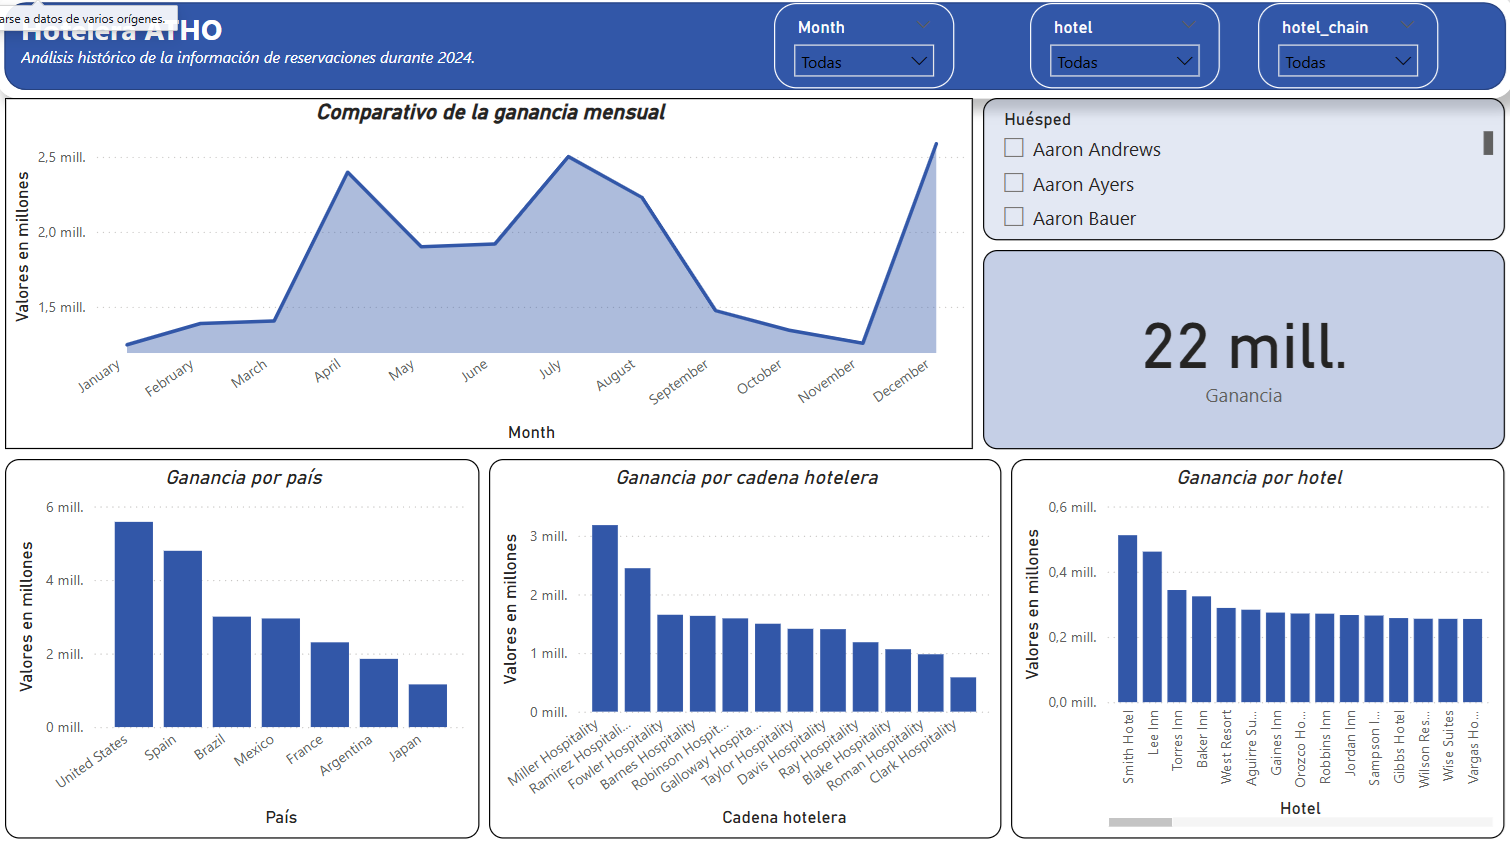 arse a datos de varios orígenes.
Hotelera ATHO
Análisis histórico de la información de reservaciones durante 2024.
Month
Todas
hotel
Todas
hotel_chain
Todas
Comparativo de la ganancia mensual
Valores en millones
2,5 mill.
2,0 mill.
1,5 mill.
January
February
March
April
May
June
July
August
September
October
November
December
Month
Huésped
Aaron Andrews
Aaron Ayers
Aaron Bauer
22 mill.
Ganancia
Ganancia por país
Valores en millones
6 mill.
4 mill.
2 mill.
0 mill.
United States
Spain
Brazil
Mexico
France
Argentina
Japan
País
Ganancia por cadena hotelera
Valores en millones
3 mill.
2 mill.
1 mill.
0 mill.
Miller Hospitality
Ramirez Hospitali...
Fowler Hospitality
Barnes Hospitality
Robinson Hospit...
Galloway Hospita...
Taylor Hospitality
Davis Hospitality
Ray Hospitality
Blake Hospitality
Roman Hospitality
Clark Hospitality
Cadena hotelera
Ganancia por hotel
Valores en millones
0,6 mill.
0,4 mill.
0,2 mill.
0,0 mill.
Smith Hotel
Lee Inn
Torres Inn
Baker Inn
West Resort
Aguirre Su...
Gaines Inn
Orozco Ho...
Robbins Inn
Jordan Inn
Sampson I...
Gibbs Hotel
Wilson Res...
Wise Suites
Vargas Ho...
Hotel